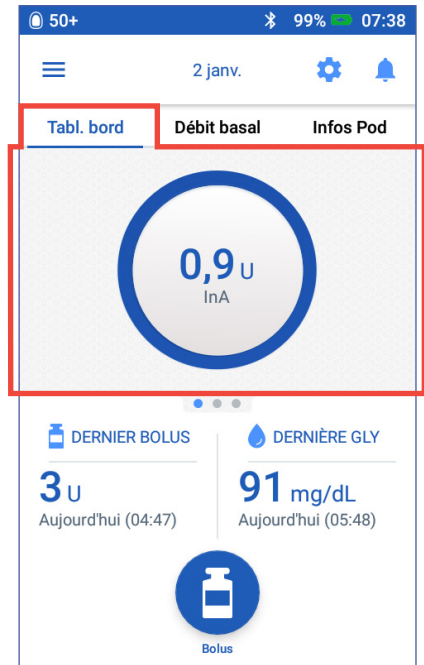 50+ 99% 07:38
2 janv.
Tabl. bord Débit basal Infos Pod
0,9 U
InA
DERNIER BOLUS DERNIÈRE GLY
3 U 91 mg/dL
Aujourd'hui (04:47) Aujourd'hui (05:48)
Bolus